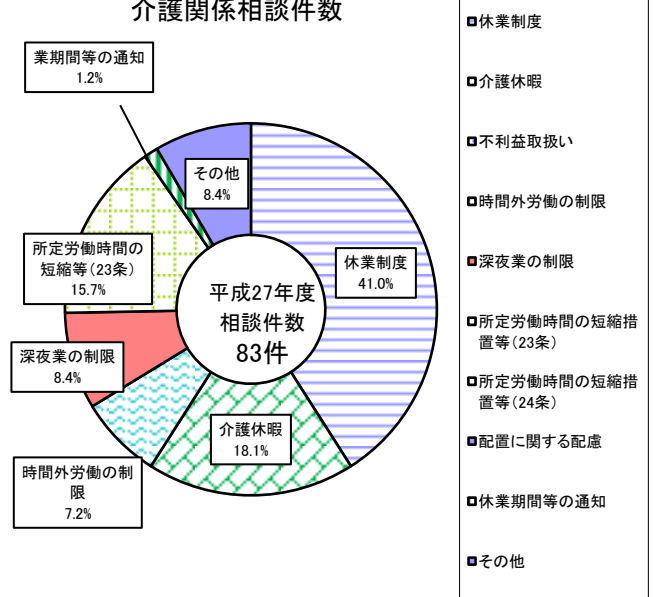 介護関係相談件数
業期間等の通知
1.2%
その他
8.4%
所定労働時間の
短縮等(23条)
15.7%
休業制度
41.0%
平成27年度
相談件数
83件
深夜業の制限
8.4%
介護休暇
18.1%
時間外労働の制
限
7.2%
休業制度
介護休暇
不利益取扱い
時間外労働の制限
深夜業の制限
所定労働時間の短縮措
置等(23条)
所定労働時間の短縮措
置等(24条)
配置に関する配慮
休業期間等の通知
その他